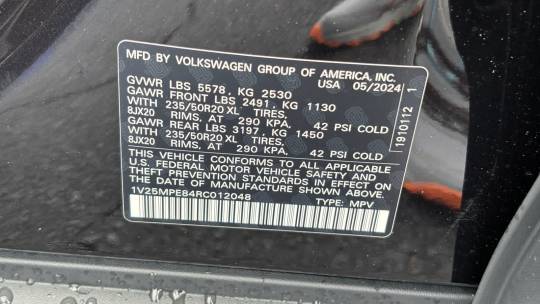 MFD BY VOLKSWAGEN GROUP OF AMERICA, INC.
USA 05/2024
GVWR LBS 5578, KG 2530
GAWR FRONT LBS 2491, KG 1130
WITH 235/50R20 XL TIRES.
8JX20 RIMS. AT 290 KPA. 42 PSI COLD
GAWR REAR LBS 3197, KG 1450
WITH 235/50R20 XL TIRES.
8JX20 RIMS. AT 290 KPA. 42 PSI COLD
THIS VEHICLE CONFORMS TO ALL APPLICABLE
U.S. FEDERAL MOTOR VEHICLE SAFETY AND
THEFT PREVENTION STANDARDS IN EFFECT ON
THE DATE OF MANUFACTURE SHOWN ABOVE.
1V25MPE84RC012048 TYPE: MPV
1910112 1